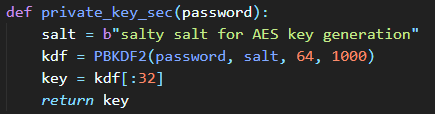 def private_key_sec(password):
    salt = b"salty salt for AES key generation"
    kdf = PBKDF2(password, salt, 64, 1000)
    key = kdf[:32]
    return key